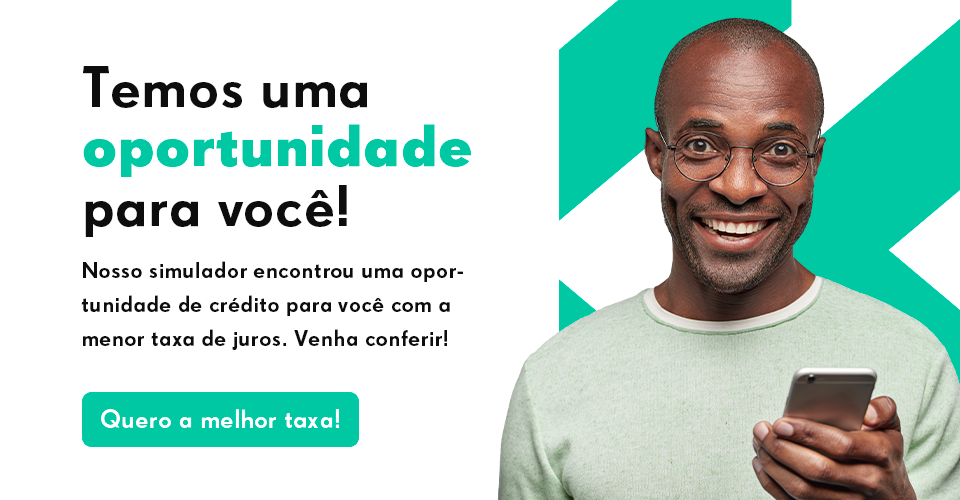 Temos uma
oportunidade
para você!
Nosso simulador encontrou uma opor-
tunidade de crédito para você com a
menor taxa de juros. Venha conferir!
Quero a melhor taxa!